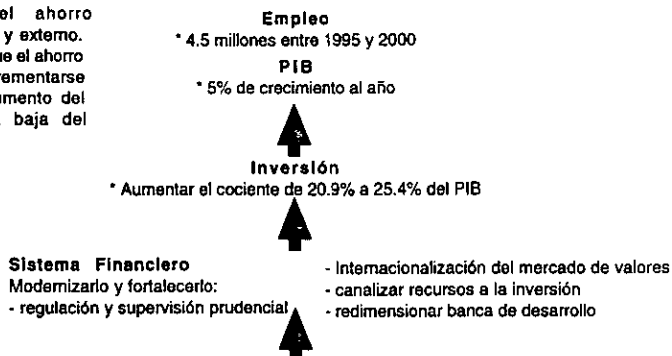 el ahorro
y externo.
el ahorro
umento del
baja del
Empleo
* 4.5 millones entre 1995 y 2000
PIB
* 5% de crecimiento al año
Inversión
* Aumentar el cociente de 20.9% a 25.4% del PIB
Sistema Financiero
Modernizarlo y fortalecerlo:
- regulación y supervisión prudencial
- Internacionalización del mercado de valores
- canalizar recursos a la inversión
- redimensionar banca de desarrollo